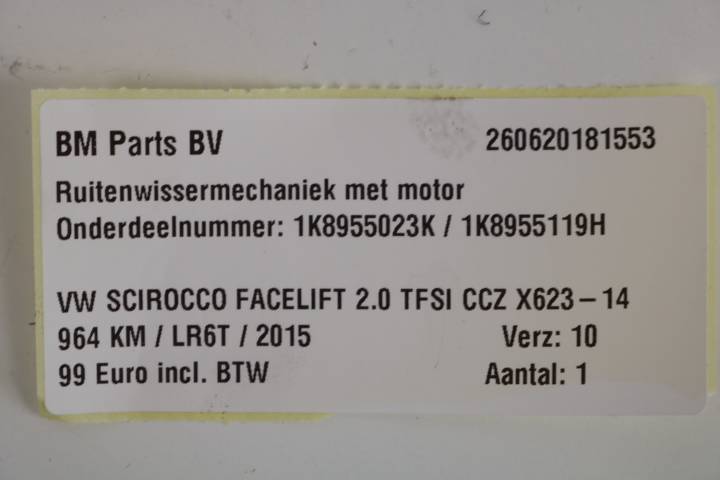 BM Parts BV 260620181553
Ruitenwissermechaniek met motor
Onderdeelnummer: 1K8955023K / 1K8955119H
VW SCIROCCO FACELIFT 2.0 TFSI CCZ X623-14
964 KM / LR6T / 2015 Verz: 10
99 Euro incl. BTW Aantal: 1